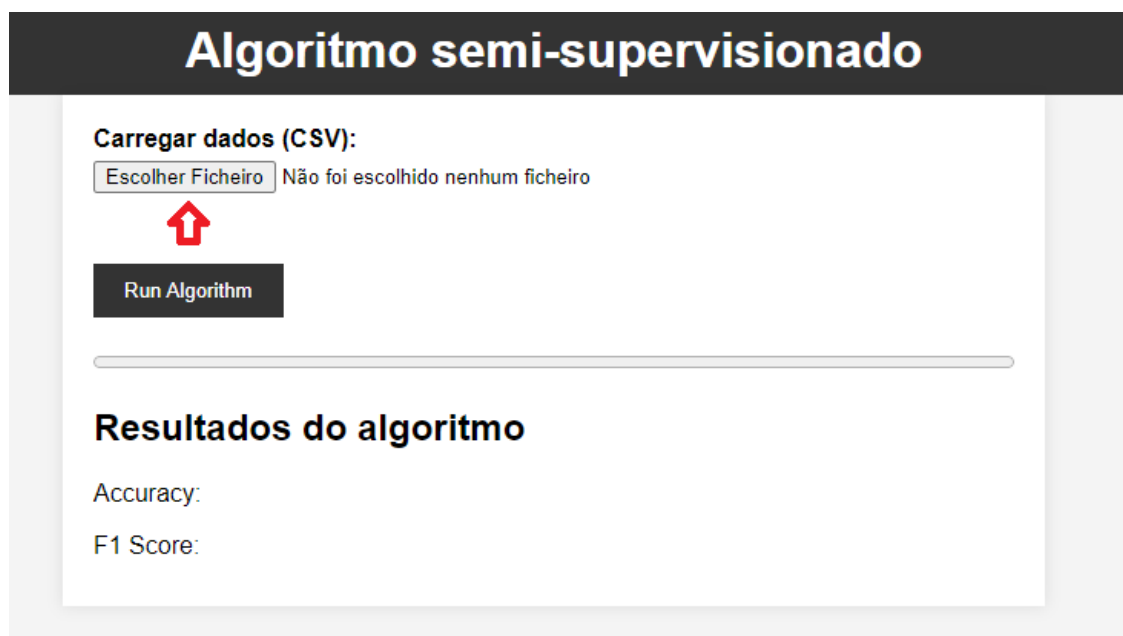 Algoritmo semi-supervisionado
Carregar dados (CSV):
Escolher Ficheiro Não foi escolhido nenhum ficheiro
Run Algorithm
Resultados do algoritmo
Accuracy:
F1 Score: